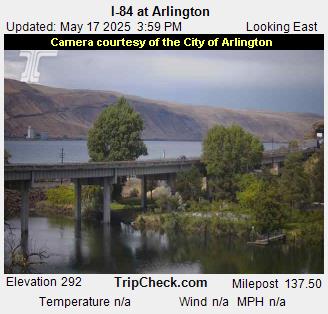 I-84 at Arlington
Updated: May 17 2025 3:59 PM Looking East
Camera courtesy of the City of Arlington
Elevation 292 TripCheck.com Milepost 137.50
Temperature n/a Wind n/a MPH n/a